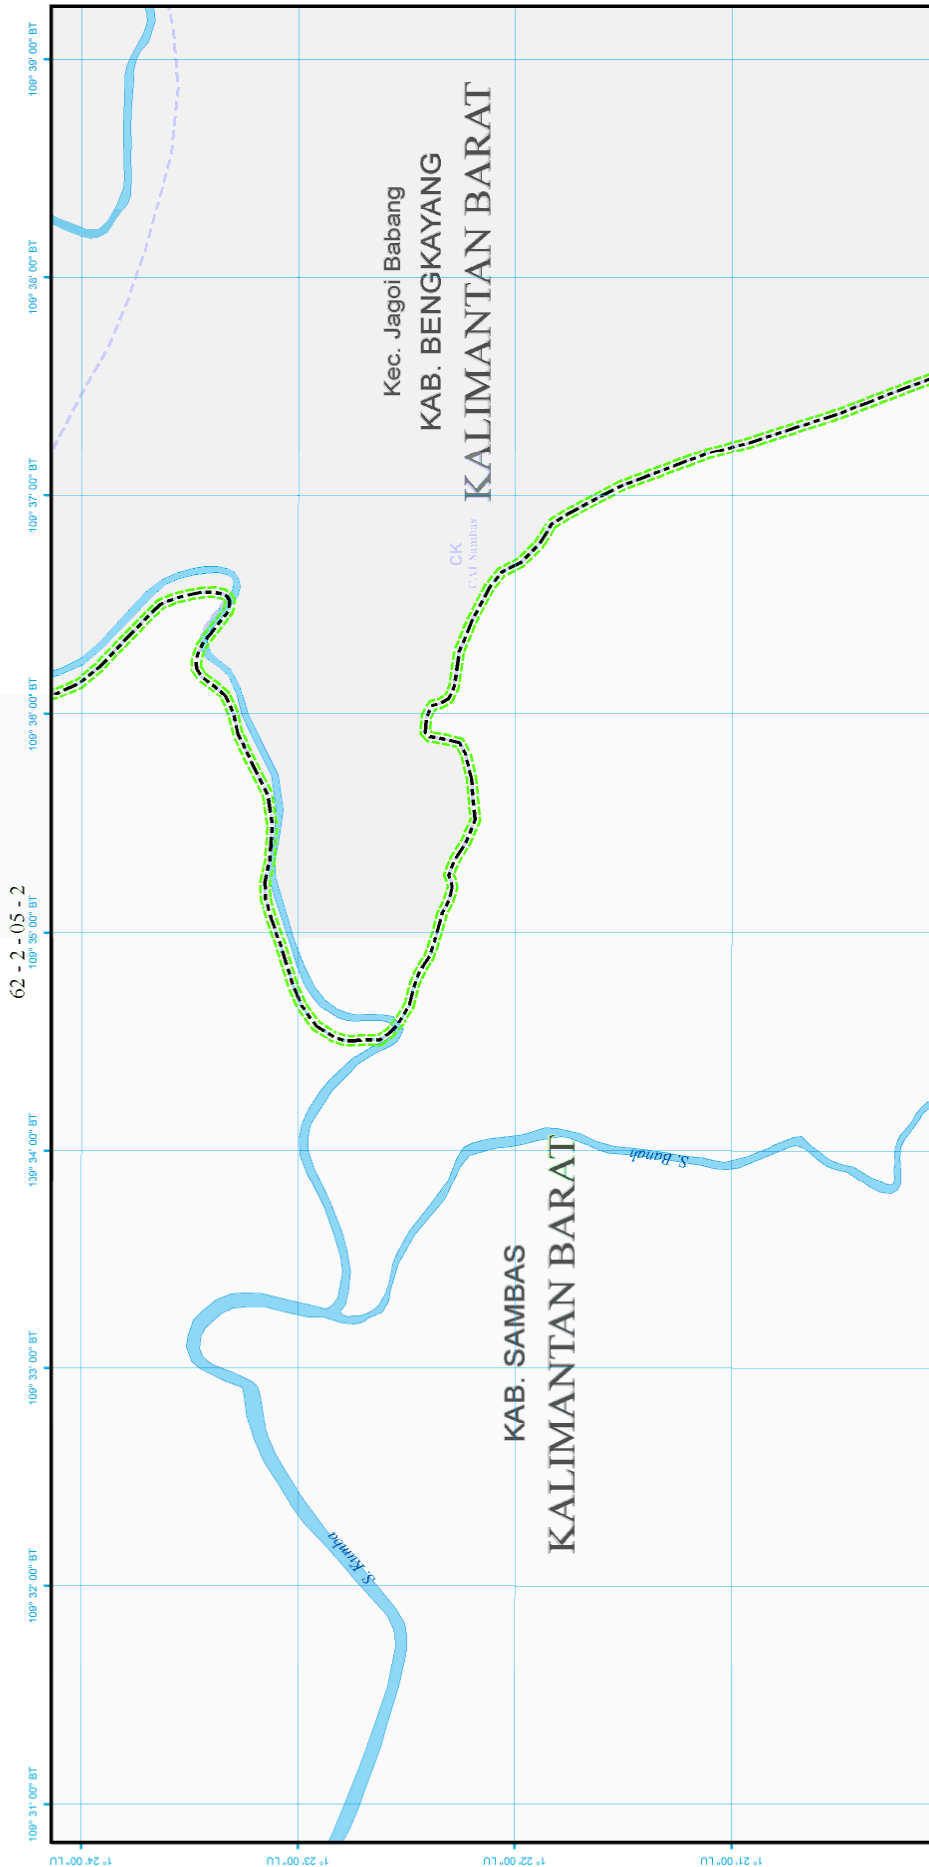 62 - 2 - 05 - 2
109° 31' 00" BT
109° 32' 00" BT
109° 33' 00" BT
109° 34' 00" BT
109° 35' 00" BT
109° 36' 00" BT
109° 37' 00" BT
109° 38' 00" BT
109° 39' 00" BT
1° 24' 00" LU
1° 23' 00" LU
1° 22' 00" LU
1° 21' 00" LU
Kec. Jagoi Babang
KAB. BENGKAYANG
KALIMANTAN BARAT
CK
CAI Sambas
KAB. SAMBAS
KALIMANTAN BARAT
S. Kumba
S. Bangh